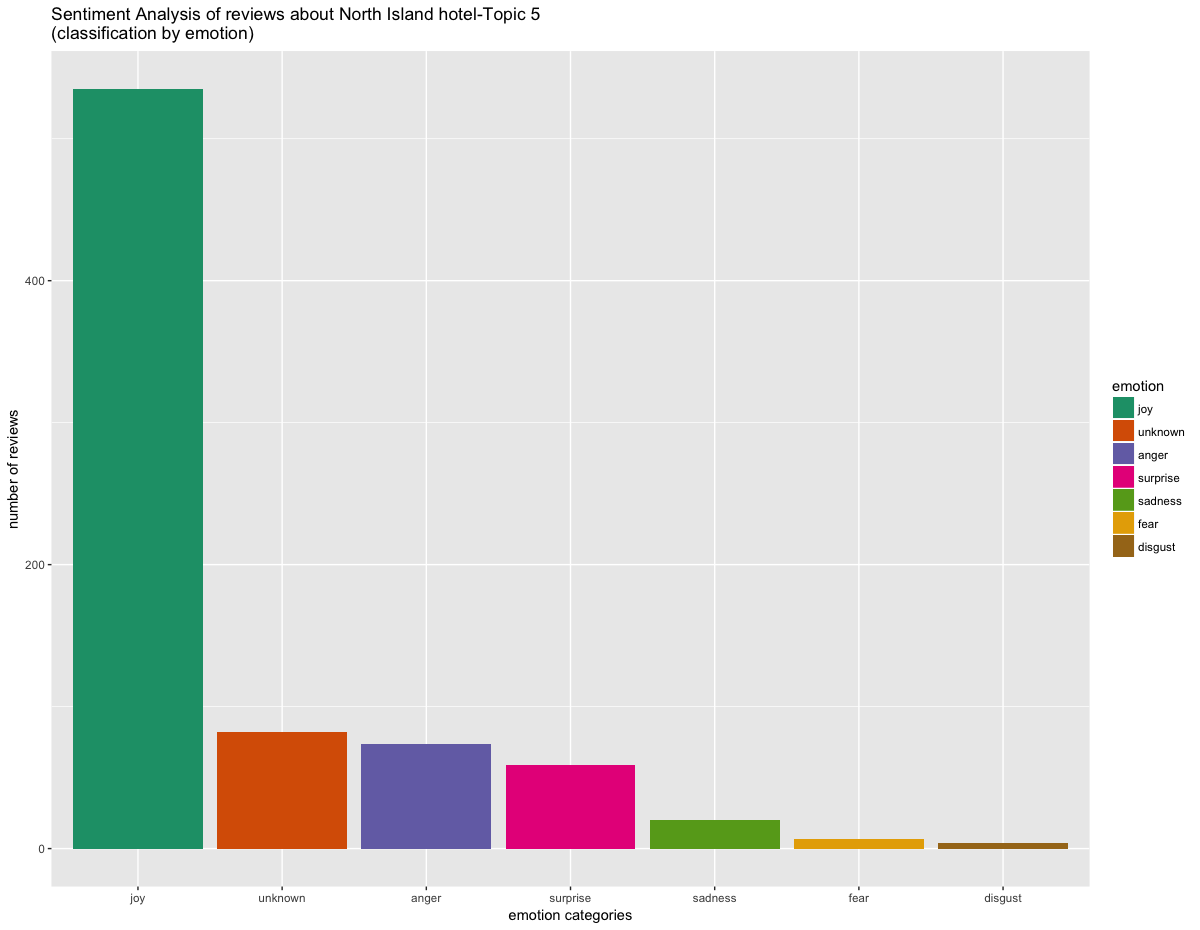 Sentiment Analysis of reviews about North Island hotel-Topic 5
(classification by emotion)
number of reviews
400
200
0
joy
unknown
anger
surprise
sadness
fear
disgust
emotion categories
emotion
joy
unknown
anger
surprise
sadness
fear
disgust